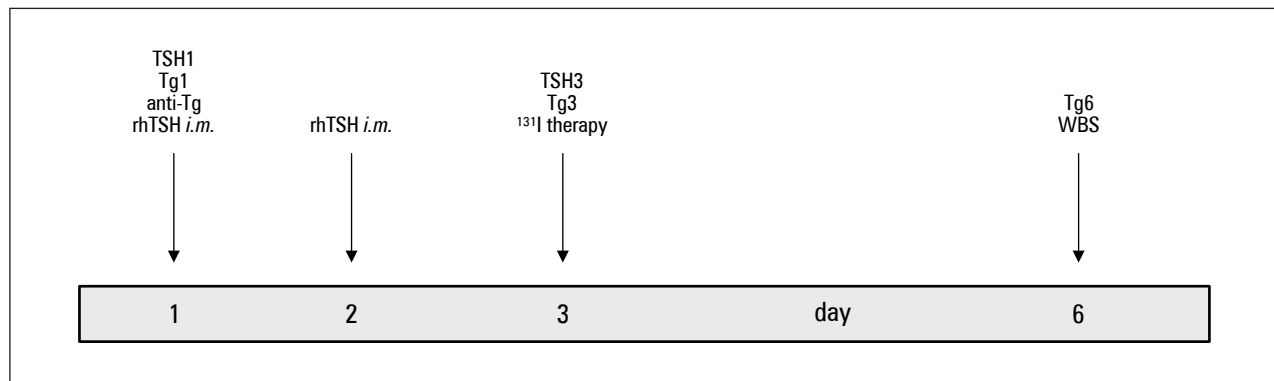 TSH1
Tg1
anti-Tg
rhTSH i.m.
rhTSH i.m.
TSH3
Tg3
¹³¹I therapy
Tg6
WBS
1 2 3 day 6